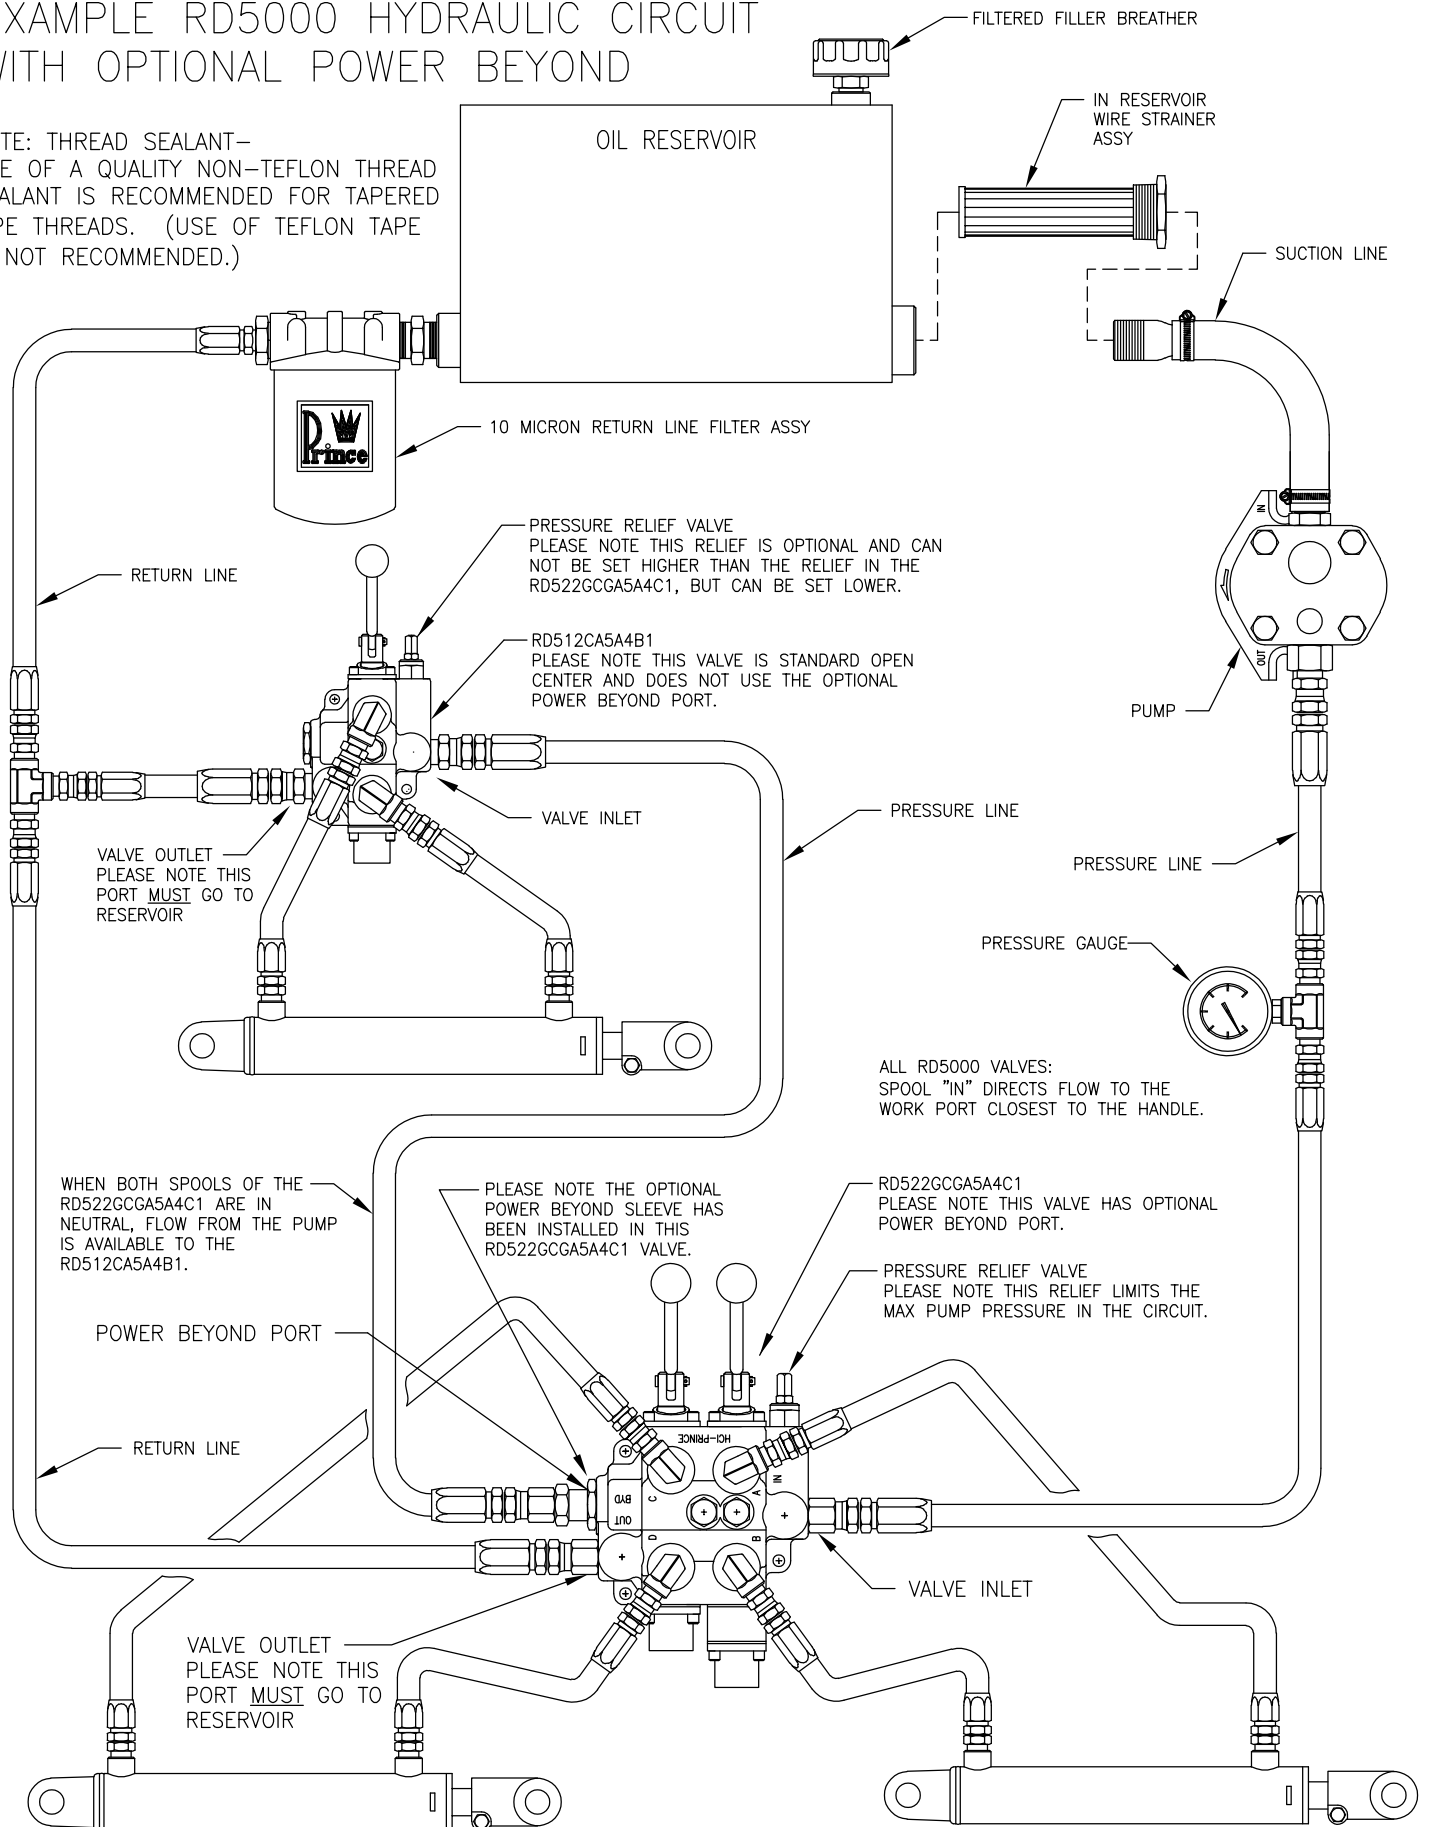 XAMPLE RD5000 HYDRAULIC CIRCUIT
WITH OPTIONAL POWER BEYOND
FILTERED FILLER BREATHER
IN RESERVOIR
WIRE STRAINER
ASSY
OIL RESERVOIR
TE: THREAD SEALANT–
E OF A QUALITY NON–TEFLON THREAD
ALANT IS RECOMMENDED FOR TAPERED
PE THREADS. (USE OF TEFLON TAPE
NOT RECOMMENDED.)
SUCTION LINE
10 MICRON RETURN LINE FILTER ASSY
Prince
PRESSURE RELIEF VALVE
PLEASE NOTE THIS RELIEF IS OPTIONAL AND CAN
NOT BE SET HIGHER THAN THE RELIEF IN THE
RD522GCGA5A4C1, BUT CAN BE SET LOWER.
IN
OUT
RETURN LINE
RD512CA5A4B1
PLEASE NOTE THIS VALVE IS STANDARD OPEN
CENTER AND DOES NOT USE THE OPTIONAL
POWER BEYOND PORT.
PUMP
VALVE INLET
PRESSURE LINE
PRESSURE LINE
VALVE OUTLET
PLEASE NOTE THIS
PORT MUST GO TO
RESERVOIR
PRESSURE GAUGE
ALL RD5000 VALVES:
SPOOL "IN" DIRECTS FLOW TO THE
WORK PORT CLOSEST TO THE HANDLE.
WHEN BOTH SPOOLS OF THE
RD522GCGA5A4C1 ARE IN
NEUTRAL, FLOW FROM THE PUMP
IS AVAILABLE TO THE
RD512CA5A4B1.
PLEASE NOTE THE OPTIONAL
POWER BEYOND SLEEVE HAS
BEEN INSTALLED IN THIS
RD522GCGA5A4C1 VALVE.
RD522GCGA5A4C1
PLEASE NOTE THIS VALVE HAS OPTIONAL
POWER BEYOND PORT.
PRESSURE RELIEF VALVE
PLEASE NOTE THIS RELIEF LIMITS THE
MAX PUMP PRESSURE IN THE CIRCUIT.
POWER BEYOND PORT
RETURN LINE
HCI–PRINCE
IN
BYD
C
A
OUT
D
B
VALVE INLET
VALVE OUTLET
PLEASE NOTE THIS
PORT MUST GO TO
RESERVOIR